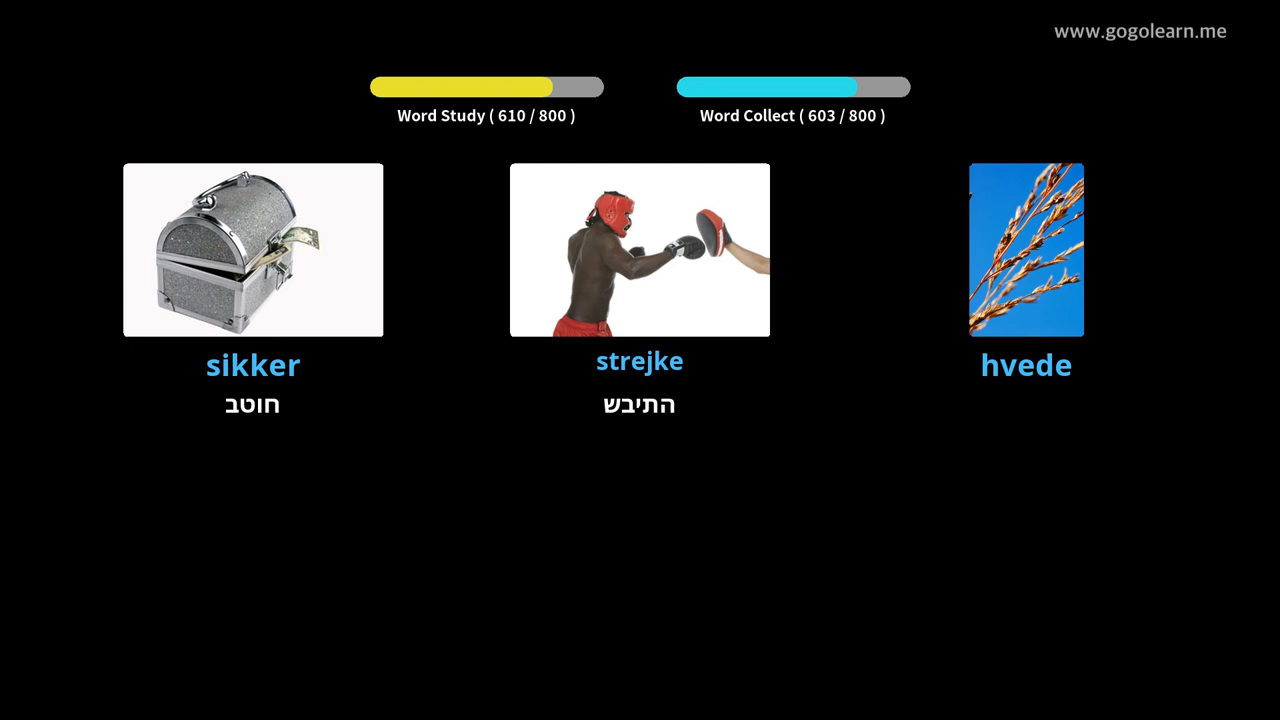 www.gogolearn.me
Word Study ( 610 / 800 )
Word Collect ( 603 / 800 )
sikker
strejke
hvede
חוטב
התיבש